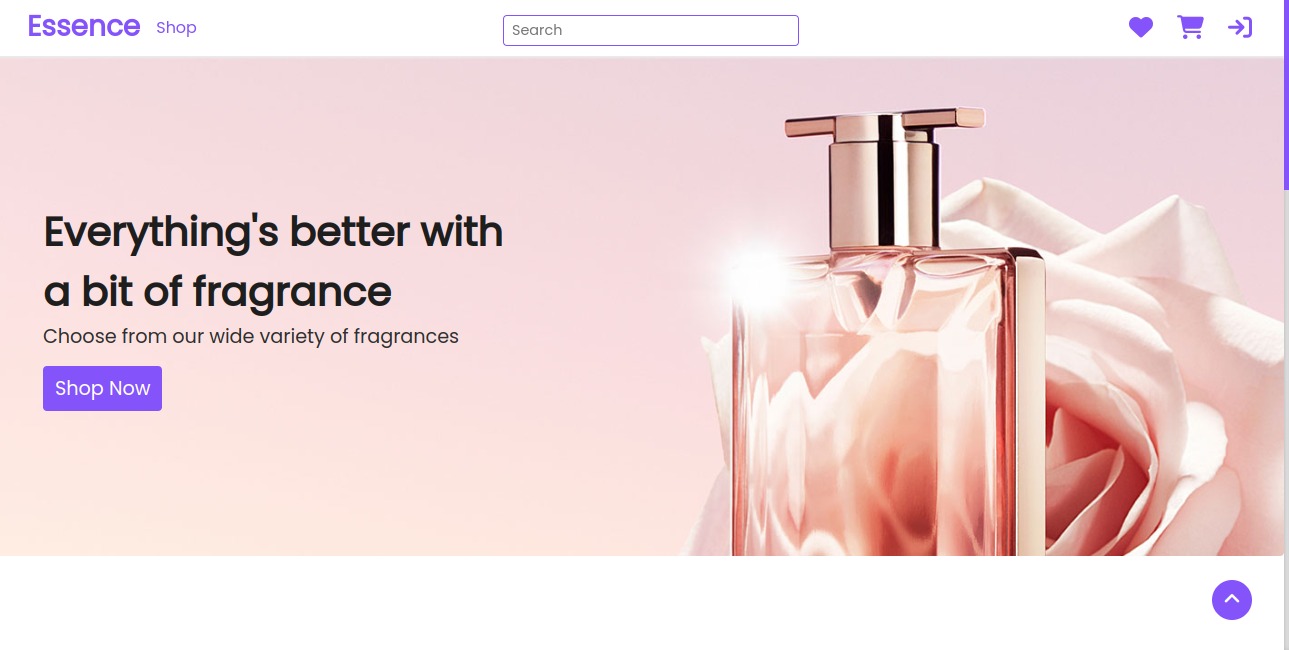 Essence
Shop
Search
Everything's better with
a bit of fragrance
Choose from our wide variety of fragrances
Shop Now